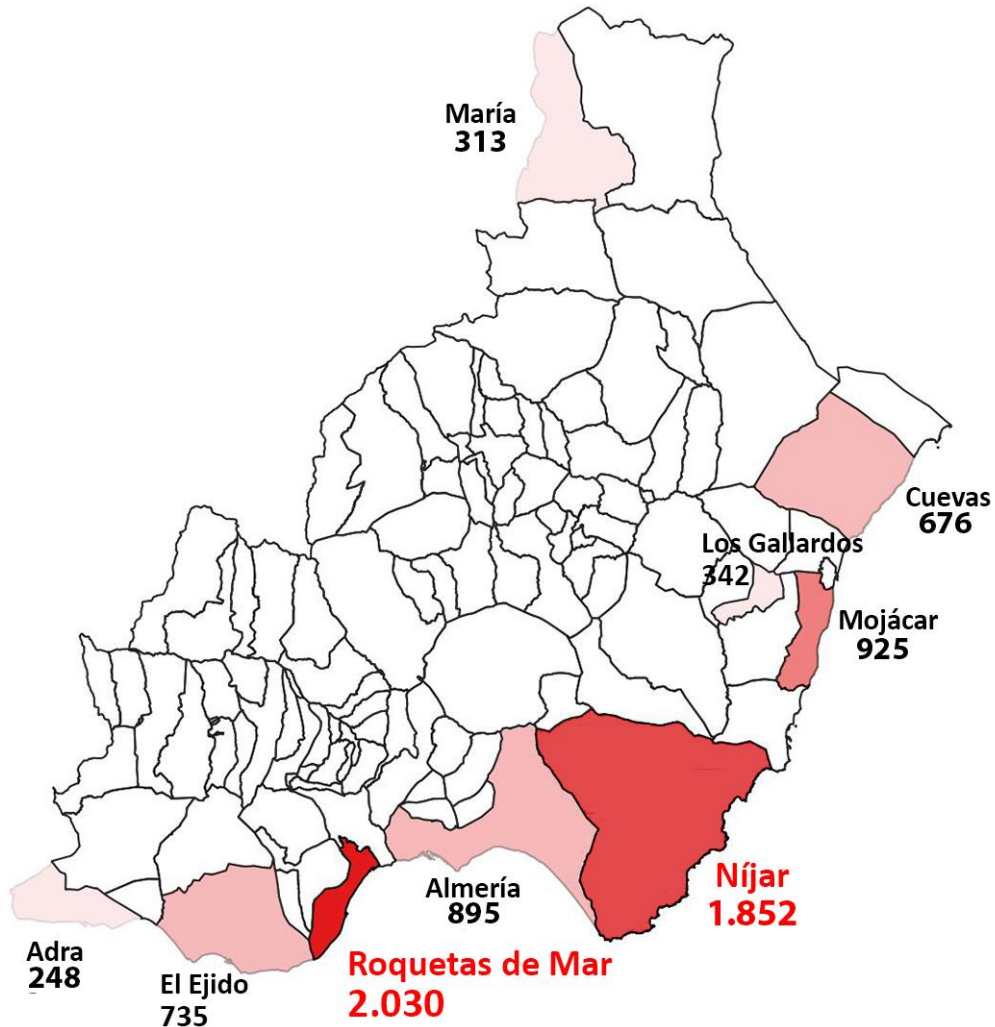 María
313
Cuevas
676
Los Gallardos
342
Mojácar
925
Níjar
1.852
Almería
895
Roquetas de Mar
2.030
Adra
248
El Ejido
735